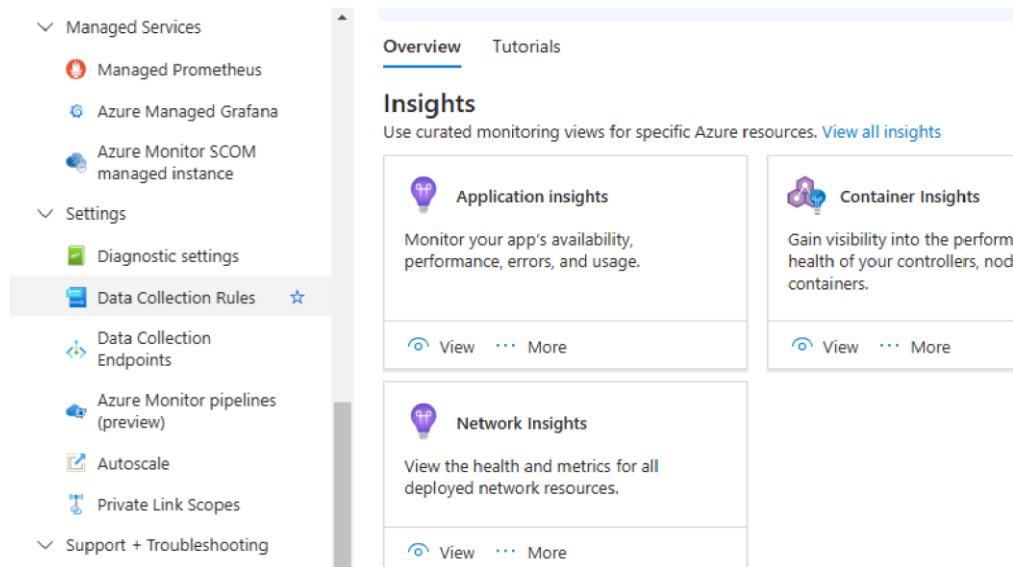 Managed Services
Managed Prometheus
Azure Managed Grafana
Azure Monitor SCOM
managed instance
Settings
Diagnostic settings
Data Collection Rules
Data Collection
Endpoints
Azure Monitor pipelines
(preview)
Autoscale
Private Link Scopes
Support + Troubleshooting
Overview Tutorials
Insights
Use curated monitoring views for specific Azure resources. View all insights
Application insights
Monitor your app's availability,
performance, errors, and usage.
View ··· More
Container Insights
Gain visibility into the perform
health of your controllers, nod
containers.
View ··· More
Network Insights
View the health and metrics for all
deployed network resources.
View ··· More